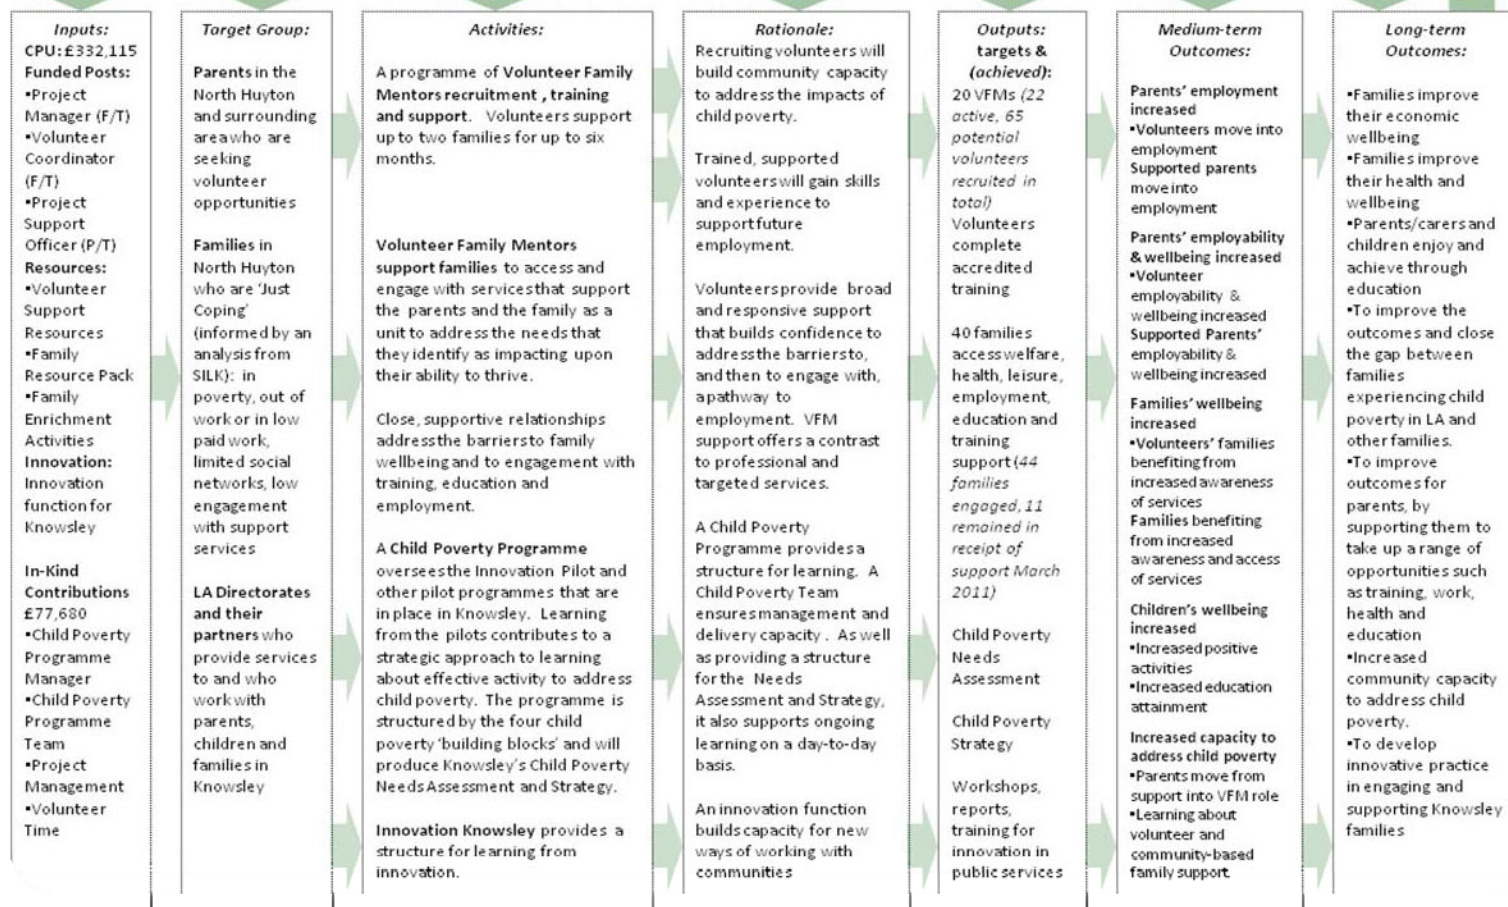 Inputs:
CPU: £332,115
Funded Posts:
•Project
Manager (F/T)
•Volunteer
Coordinator
(F/T)
•Project
Support
Officer (P/T)
Resources:
•Volunteer
Support
Resources
•Family
Resource Pack
•Family
Enrichment
Activities
Innovation:
Innovation
function for
Knowsley
In-Kind
Contributions
£77,680
•Child Poverty
Programme
Manager
•Child Poverty
Programme
Team
•Project
Management
•Volunteer
Time
Target Group:
Parents in the
North Huyton
and surrounding
area who are
seeking
volunteer
opportunities
Families in
North Huyton
who are 'Just
Coping'
(informed by an
analysis from
SILK): in
poverty, out of
work or in low
paid work,
limited social
networks, low
engagement
with support
services
LA Directorates
and their
partners who
provide services
to and who
work with
parents,
children and
families in
Knowsley
Activities:
A programme of Volunteer Family
Mentors recruitment , training
and support. Volunteers support
up to two families for up to six
months.
Volunteer Family Mentors
support families to access and
engage with services that support
the parents and the family as a
unit to address the needs that
they identify as impacting upon
their ability to thrive.
Close, supportive relationships
address the barriers to family
wellbeing and to engagement with
training, education and
employment.
A Child Poverty Programme
oversees the Innovation Pilot and
other pilot programmes that are
in place in Knowsley. Learning
from the pilots contributes to a
strategic approach to learning
about effective activity to address
child poverty. The programme is
structured by the four child
poverty 'building blocks' and will
produce Knowsley's Child Poverty
Needs Assessment and Strategy.
Innovation Knowsley provides a
structure for learning from
innovation.
Rationale:
Recruiting volunteers will
build community capacity
to address the impacts of
child poverty.
Trained, supported
volunteers will gain skills
and experience to
support future
employment.
Volunteers provide broad
and responsive support
that builds confidence to
address the barriers to,
and then to engage with,
a pathway to
employment. VFM
support offers a contrast
to professional and
targeted services.
A Child Poverty
Programme provides a
structure for learning. A
Child Poverty Team
ensures management and
delivery capacity . As well
as providing a structure
for the Needs
Assessment and Strategy,
it also supports ongoing
learning on a day-to-day
basis.
An innovation function
builds capacity for new
ways of working with
communities
Outputs:
targets &
(achieved):
20 VFMs (22
active, 65
potential
volunteers
recruited in
total)
Volunteers
complete
accredited
training
40 families
access welfare,
health, leisure,
employment,
education and
training
support (44
families
engaged, 11
remained in
receipt of
support March
2011)
Child Poverty
Needs
Assessment
Child Poverty
Strategy
Workshops,
reports,
training for
innovation in
public services
Medium-term
Outcomes:
Parents' employment
increased
•Volunteers move into
employment
Supported parents
move into
employment
Parents' employability
& wellbeing increased
•Volunteer
employability &
wellbeing increased
Supported Parents'
employability &
wellbeing increased
Families' wellbeing
increased
•Volunteers' families
benefiting from
increased awareness
of services
Families benefiting
from increased
awareness and access
of services
Children's wellbeing
increased
•Increased positive
activities
•Increased education
attainment
Increased capacity to
address child poverty
•Parents move from
support into VFM role
•Learning about
volunteer and
community-based
family support.
Long-term
Outcomes:
•Families improve
their economic
wellbeing
•Families improve
their health and
wellbeing
•Parents/carers and
children enjoy and
achieve through
education
•To improve the
outcomes and close
the gap between
families
experiencing child
poverty in LA and
other families.
•To improve
outcomes for
parents, by
supporting them to
take up a range of
opportunities such
as training, work,
health and
education
•Increased
community capacity
to address child
poverty.
•To develop
innovative practice
in engaging and
supporting Knowsley
families